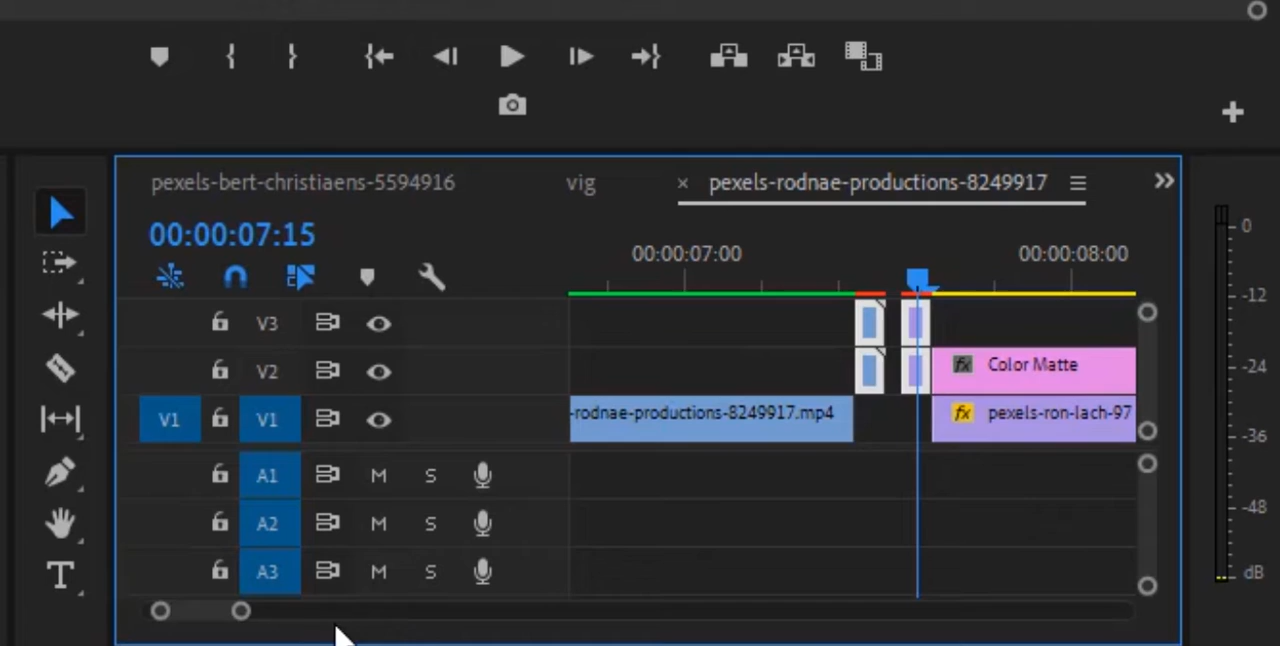 pexels-bert-christiaens-5594916 vig × pexels-rodnae-productions-8249917
00:00:07:15
00:00:07:00 00:00:08:00
0
-12
-24
-36
-48
dB
V3
V2 fx Color Matte
V1 V1 -rodnae-productions-8249917.mp4 fx pexels-ron-lach-97
A1 M S
A2 M S
A3 M S
T